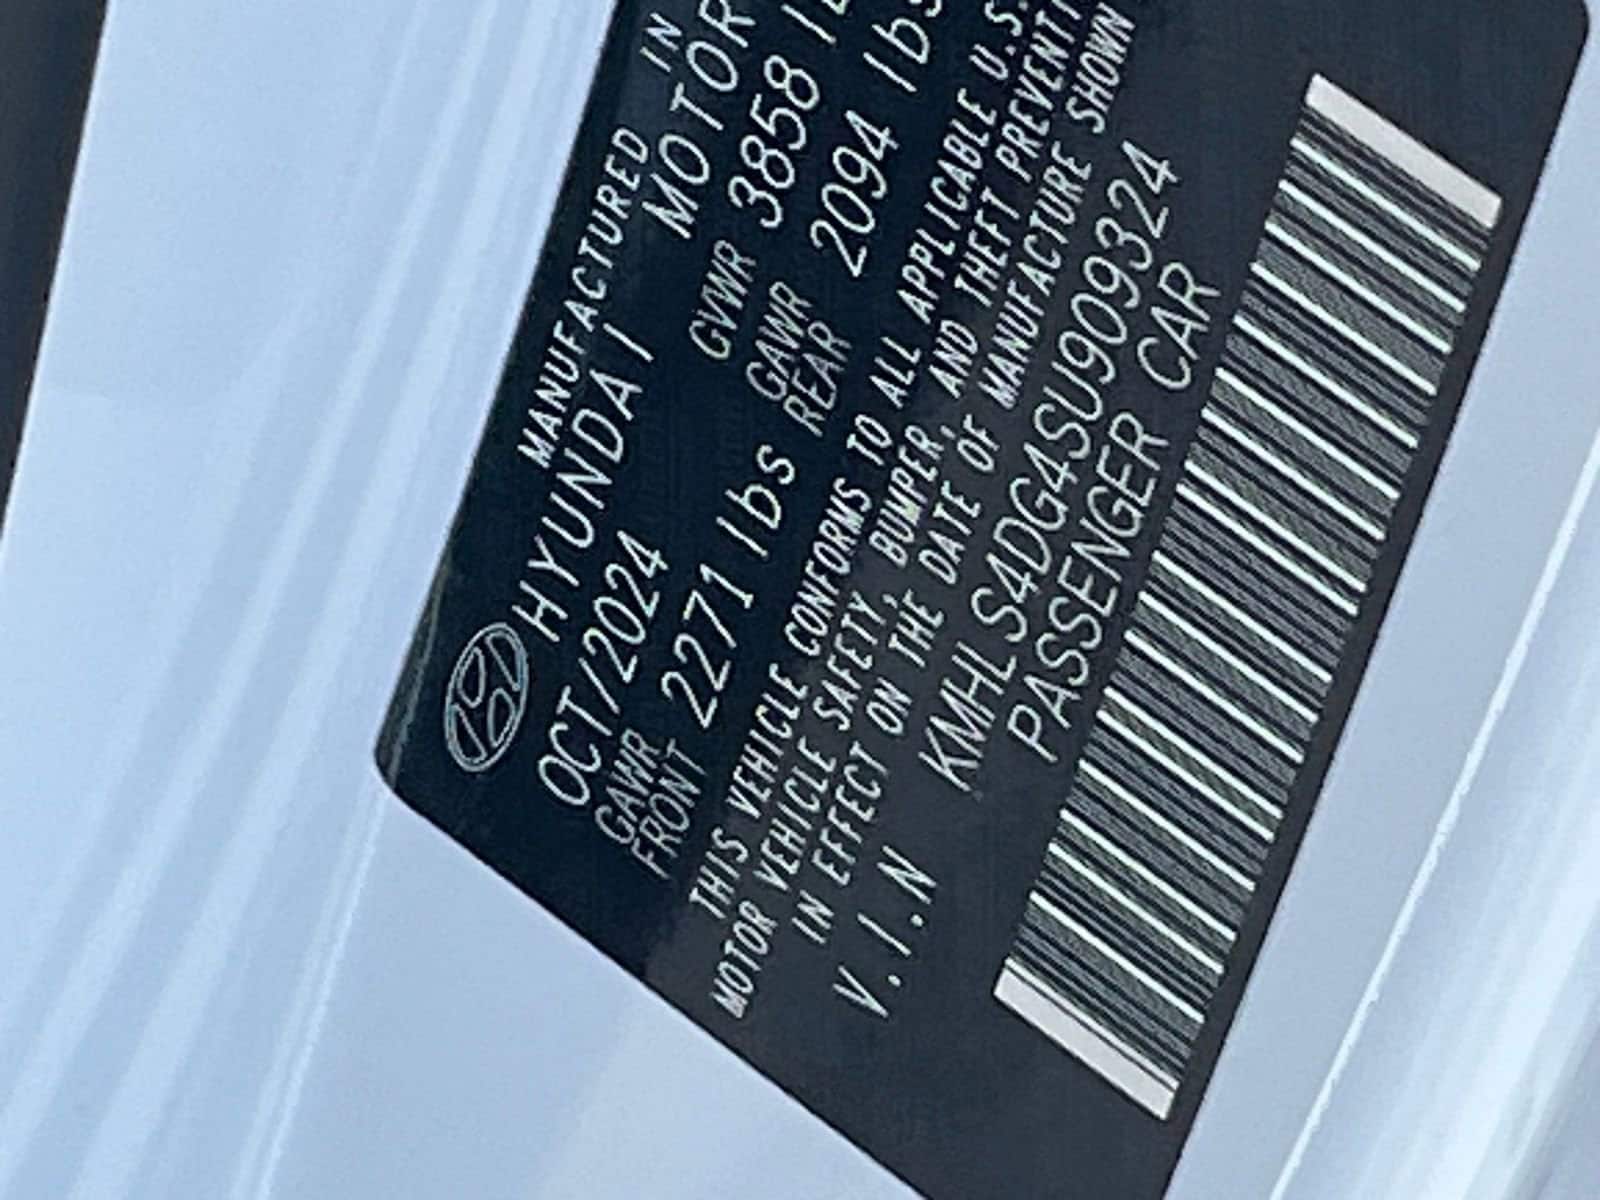 MANUFACTURED IN
HYUNDAI MOTOR
OCT/2024 GVWR 3858
GAWR FRONT 2271 lbs GAWR REAR 2094 lbs
THIS VEHICLE CONFORMS TO ALL APPLICABLE U.S.
MOTOR VEHICLE SAFETY, BUMPER, AND THEFT PREVENTI
IN EFFECT ON THE DATE OF MANUFACTURE SHOWN
V.I.N KMHLS4DG4SU909324
PASSENGER CAR